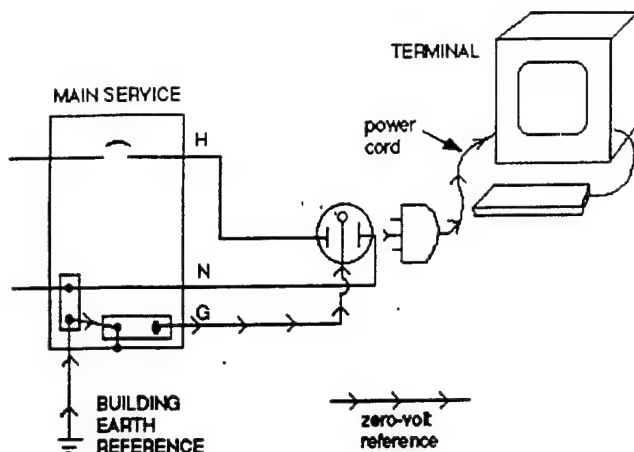 TERMINAL
MAIN SERVICE
H
power
cord
N
G
BUILDING
EARTH
REFERENCE
zero-volt
reference